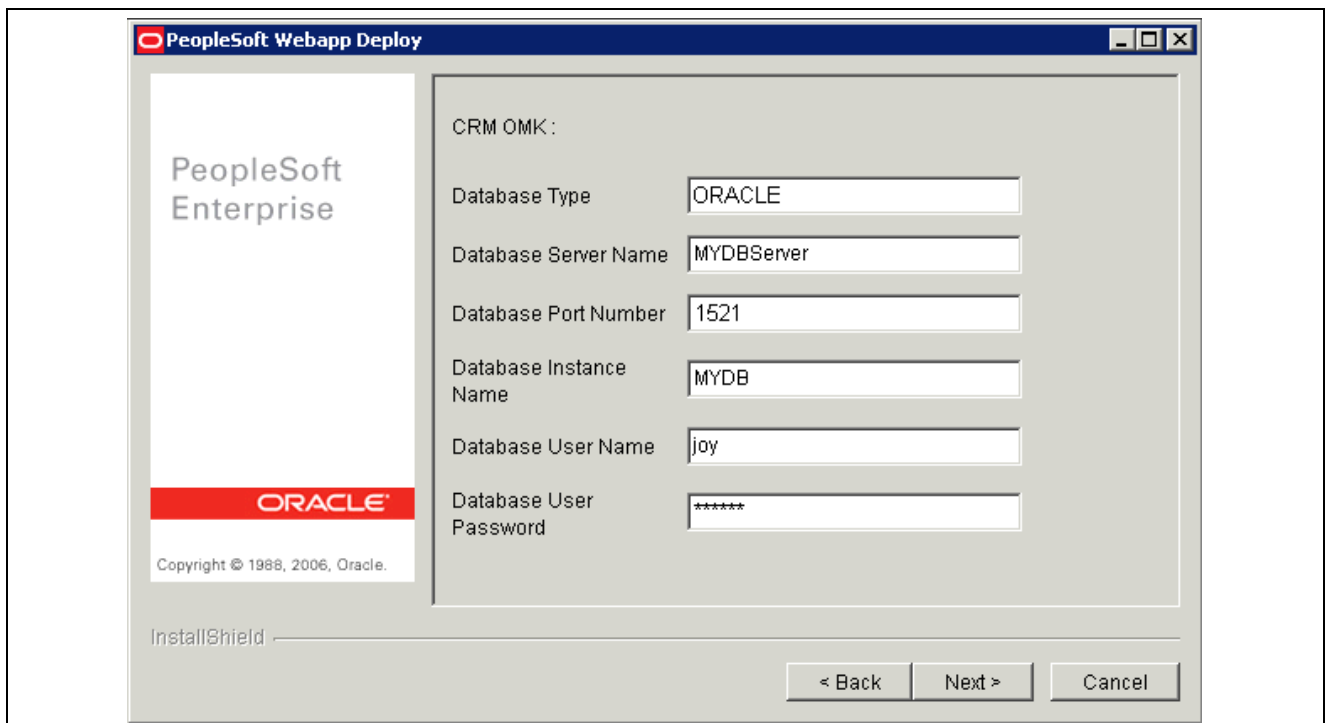 PeopleSoft Webapp Deploy
PeopleSoft
Enterprise
ORACLE®
Copyright © 1988, 2006, Oracle.
CRM OMK :
Database Type
ORACLE
Database Server Name
MYDBServer
Database Port Number
1521
Database Instance
Name
MYDB
Database User Name
joy
Database User
Password
******
InstallShield
< Back
Next >
Cancel